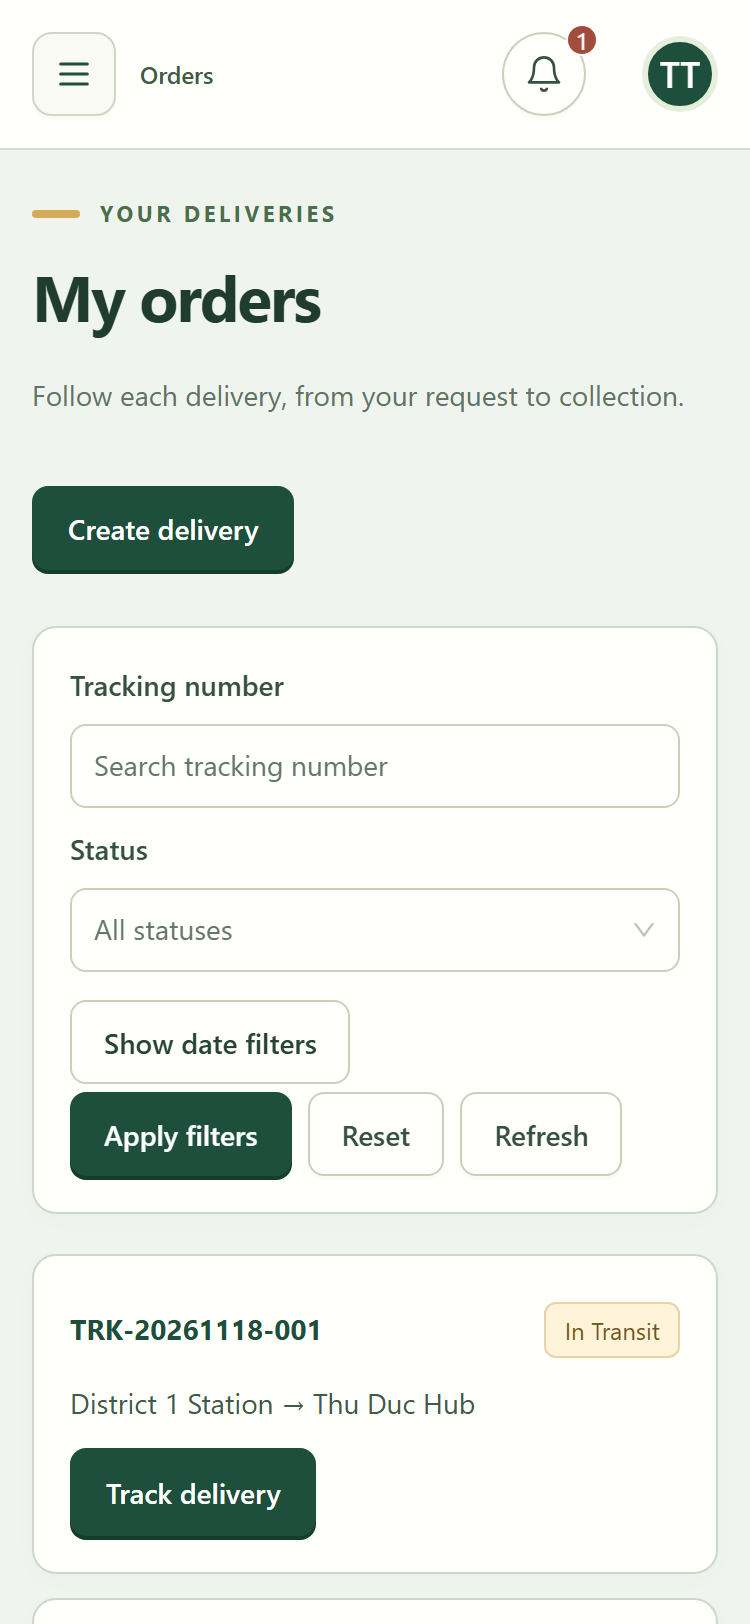 Orders
1
TT
YOUR DELIVERIES
My orders
Follow each delivery, from your request to collection.
Create delivery
Tracking number
Search tracking number
Status
All statuses
Show date filters
Apply filters
Reset
Refresh
TRK-20261118-001
In Transit
District 1 Station → Thu Duc Hub
Track delivery